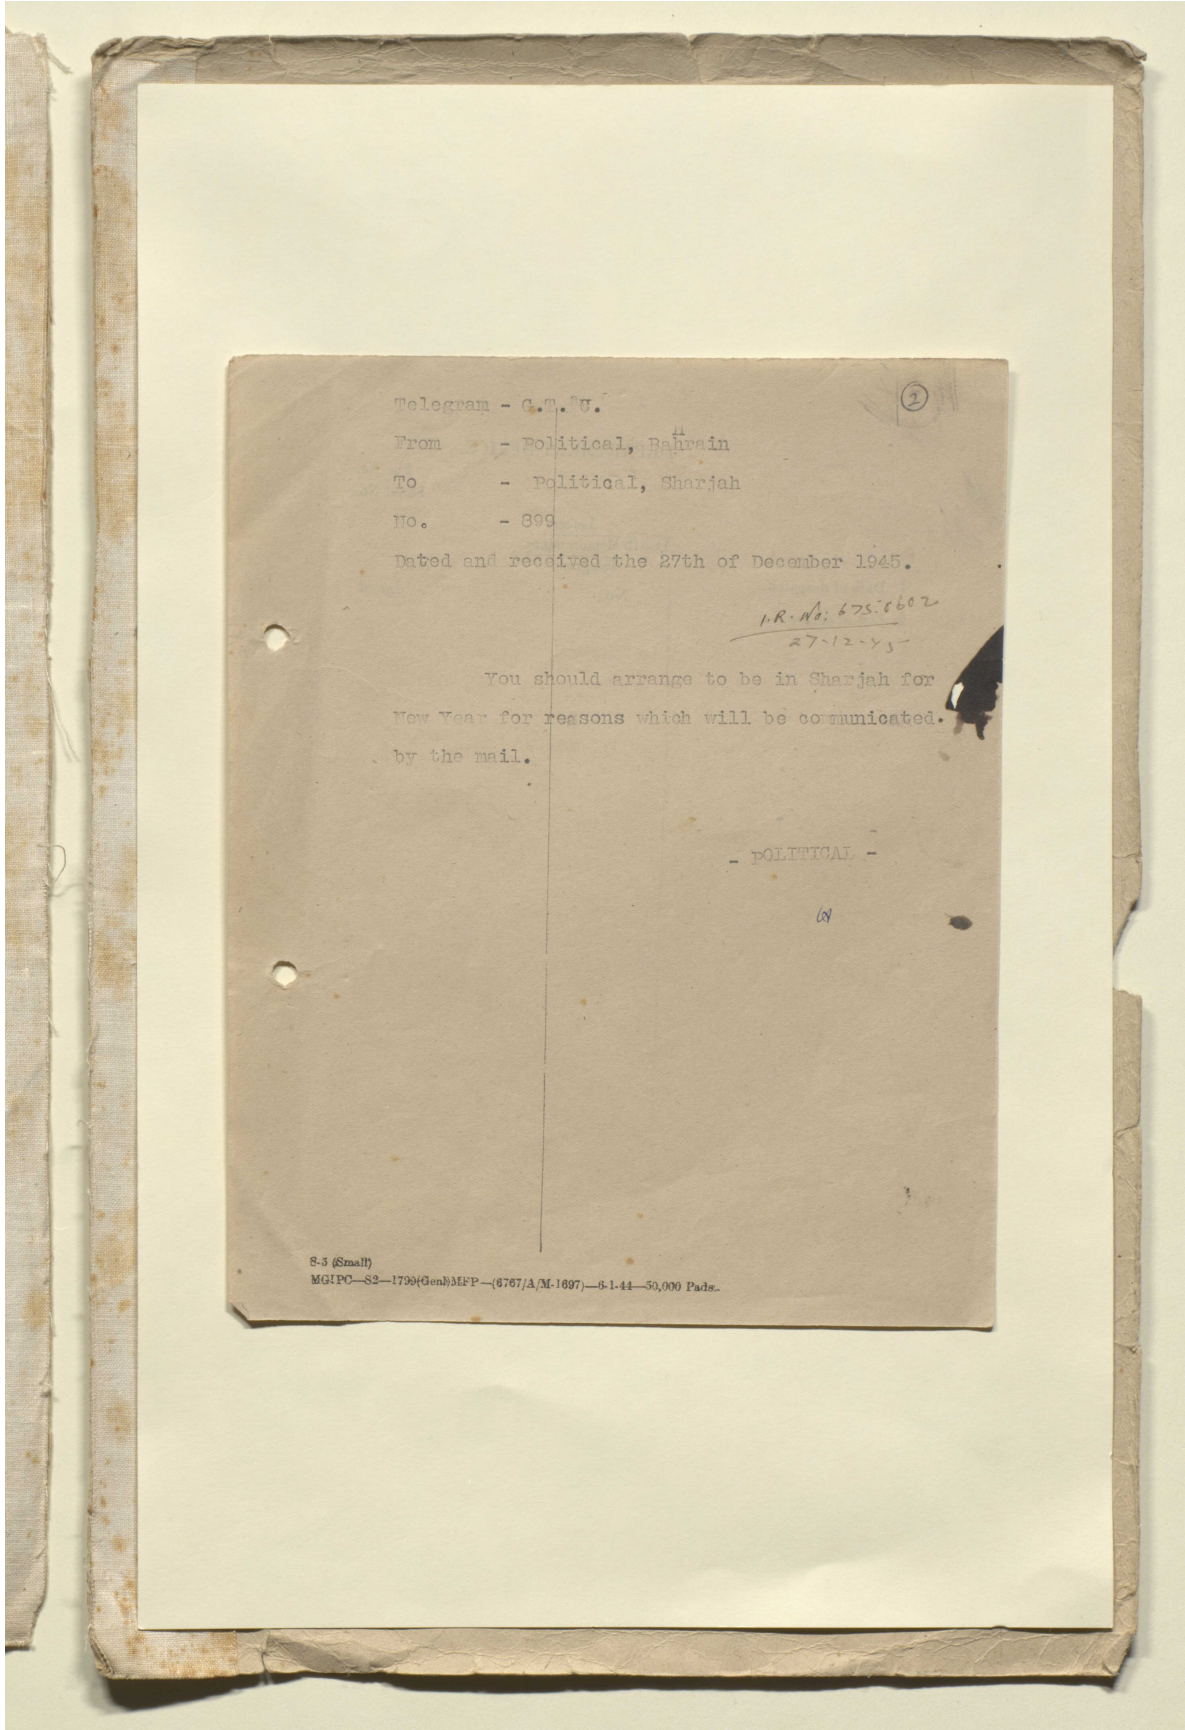 2
Telegram - G.T.C.
From - Political, Bahrain
To - Political, Sharjah
No. - 899
Dated and received the 27th of December 1945.
I.R. No: 675.0602
27-12-45
You should arrange to be in Sharjah for
New Year for reasons which will be communicated.
by the mail.
- pOLITICAL -
S-3 (Small)
MGIPC—S2—1799(Genl)MFP—(6767/A/M-1697)—6-1-44—50,000 Pads.